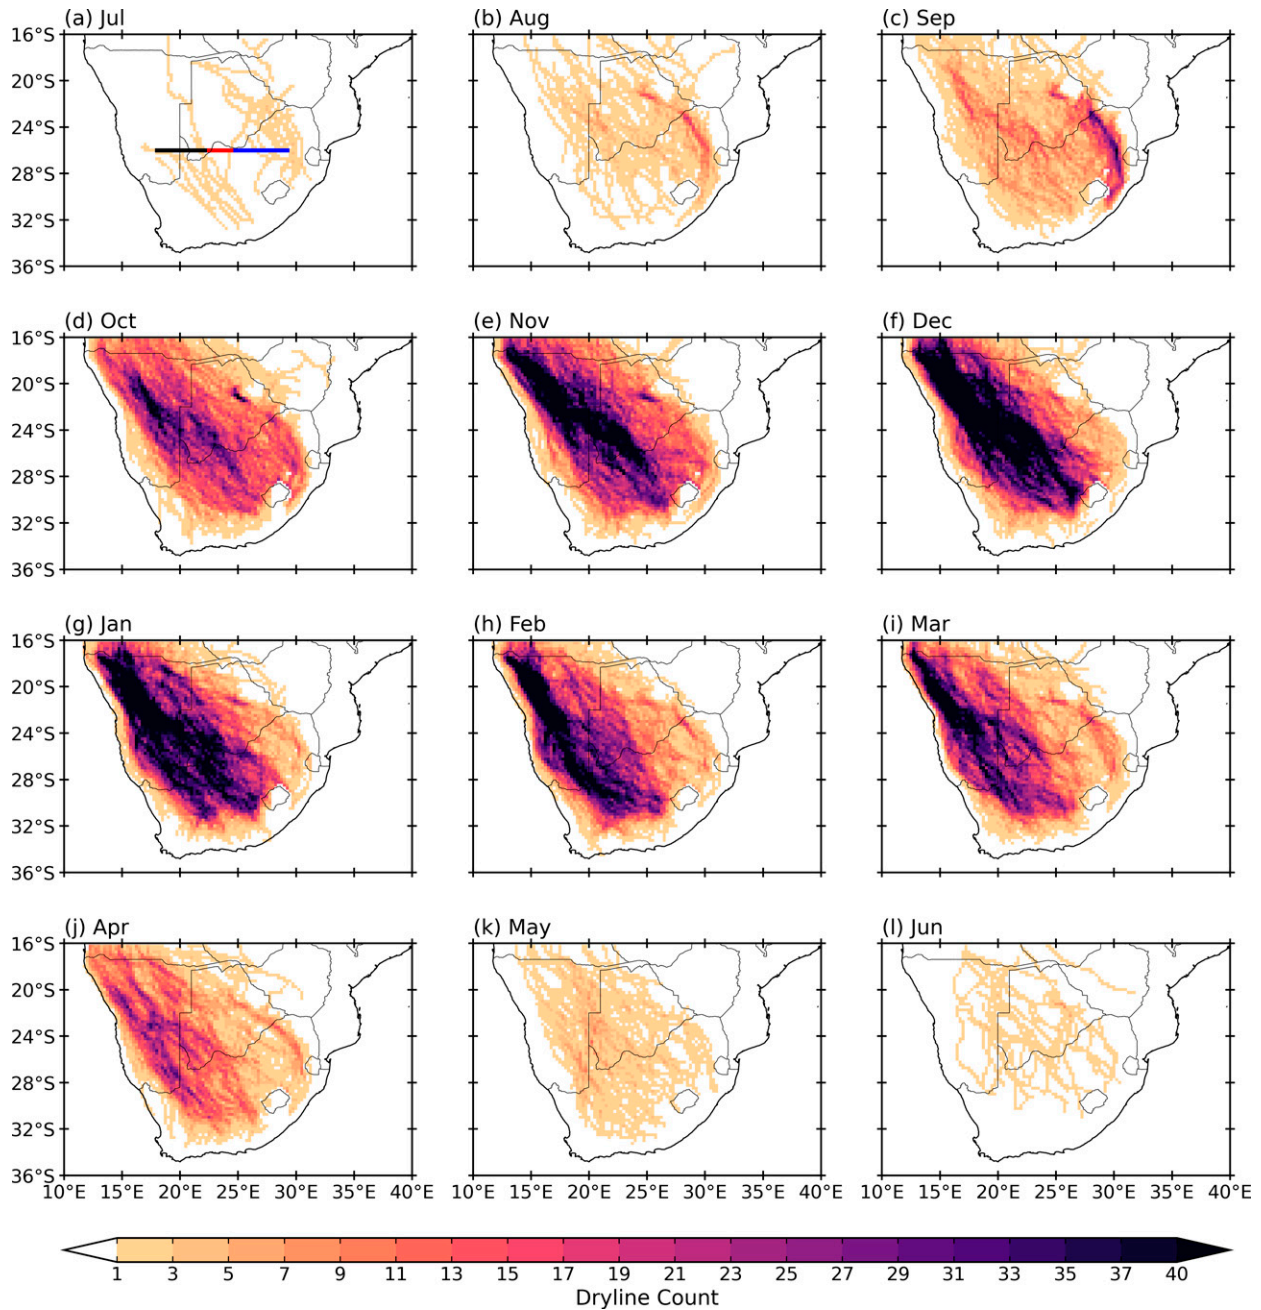 (a) Jul (b) Aug (c) Sep
16°S
20°S
24°S
28°S
32°S
36°S
(d) Oct (e) Nov (f) Dec
16°S
20°S
24°S
28°S
32°S
36°S
(g) Jan (h) Feb (i) Mar
16°S
20°S
24°S
28°S
32°S
36°S
(j) Apr (k) May (l) Jun
16°S
20°S
24°S
28°S
32°S
36°S
10°E 15°E 20°E 25°E 30°E 35°E 40°E 10°E 15°E 20°E 25°E 30°E 35°E 40°E 10°E 15°E 20°E 25°E 30°E 35°E 40°E
1 3 5 7 9 11 13 15 17 19 21 23 25 27 29 31 33 35 37 40
Dryline Count